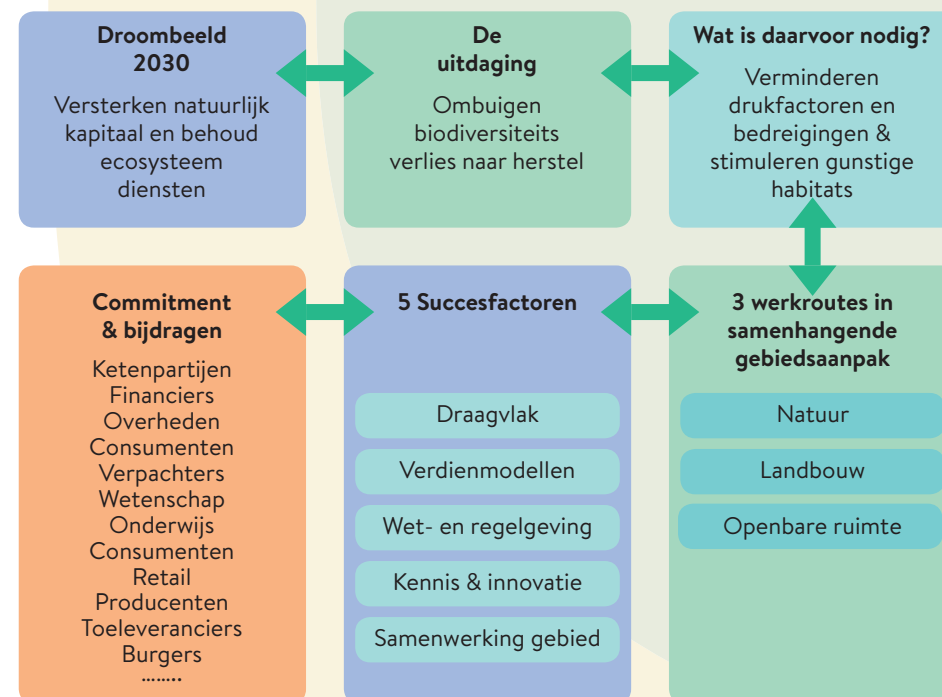 Droombeeld
2030
Versterken natuurlijk
kapitaal en behoud
ecosysteem
diensten
De
uitdaging
Ombuigen
biodiversiteits
verlies naar herstel
Wat is daarvoor nodig?
Verminderen
drukfactoren en
bedreigingen &
stimuleren gunstige
habitats
Commitment
& bijdragen
Ketenpartijen
Financiers
Overheden
Consumenten
Verpachters
Wetenschap
Onderwijs
Consumenten
Retail
Producenten
Toeleveranciers
Burgers
........
5 Succesfactoren
Draagvlak
Verdienmodellen
Wet- en regelgeving
Kennis & innovatie
Samenwerking gebied
3 werkroutes in
samenhangende
gebiedsaanpak
Natuur
Landbouw
Openbare ruimte